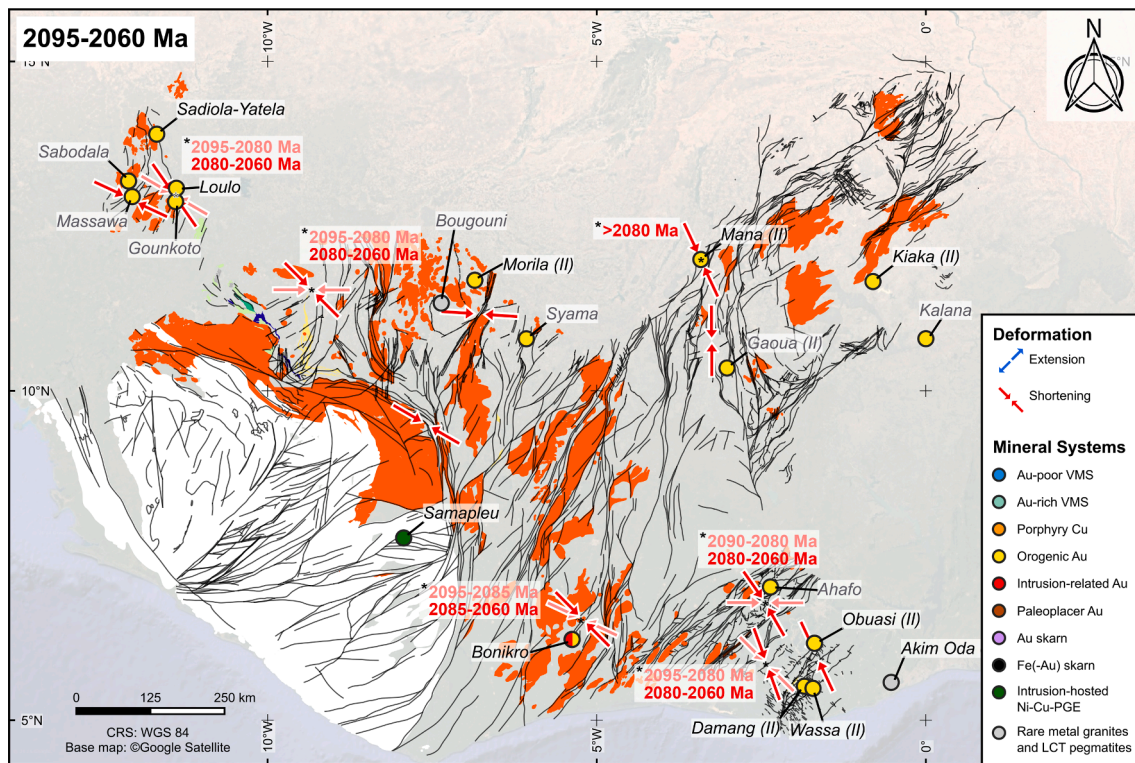 2095-2060 Ma
10°W
5°W
0°
N
15°N
Sadiola-Yatela
*2095-2080 Ma
2080-2060 Ma
Sabodala
Loulo
Massawa
Gounkoto
*2095-2080 Ma
2080-2060 Ma
Bougouni
Morila (II)
Syama
*>2080 Ma
Mana (II)
*
Kiaka (II)
Kalana
Gaoua (II)
10°N
Samapleu
*2095-2085 Ma
2085-2060 Ma
Bonikro
*2090-2080 Ma
2080-2060 Ma
Ahafo
Obuasi (II)
Akim Oda
*2095-2080 Ma
2080-2060 Ma
Damang (II)
Wassa (II)
Deformation
Extension
Shortening
Mineral Systems
Au-poor VMS
Au-rich VMS
Porphyry Cu
Orogenic Au
Intrusion-related Au
Paleoplacer Au
Au skarn
Fe(-Au) skarn
Intrusion-hosted
Ni-Cu-PGE
Rare metal granites
and LCT pegmatites
0 125 250 km
5°N
CRS: WGS 84
Base map: ©Google Satellite
10°W
5°W
0°